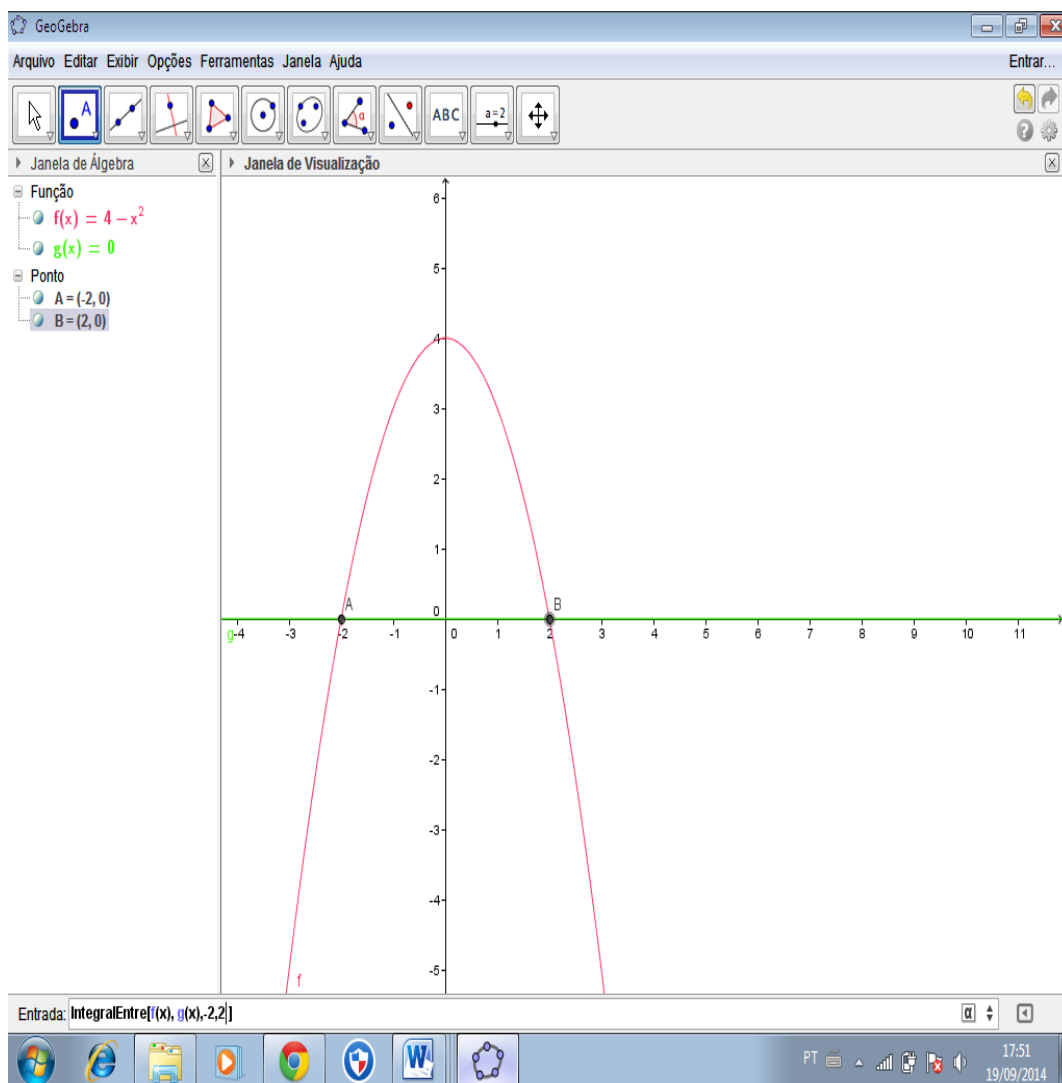 GeoGebra
Arquivo Editar Exibir Opções Ferramentas Janela Ajuda
Entrar...
A
α
ABC
a=2
Janela de Álgebra
Janela de Visualização
Função
f(x) = 4 – x²
g(x) = 0
Ponto
A = (-2, 0)
B = (2, 0)
6
5
4
3
2
1
0
A
B
g
-4 -3 -2 -1 0 1 2 3 4 5 6 7 8 9 10 11
-1
-2
-3
-4
-5
f
Entrada: IntegralEntre[f(x), g(x),-2,2]
α
W
PT
17:51
19/09/2014